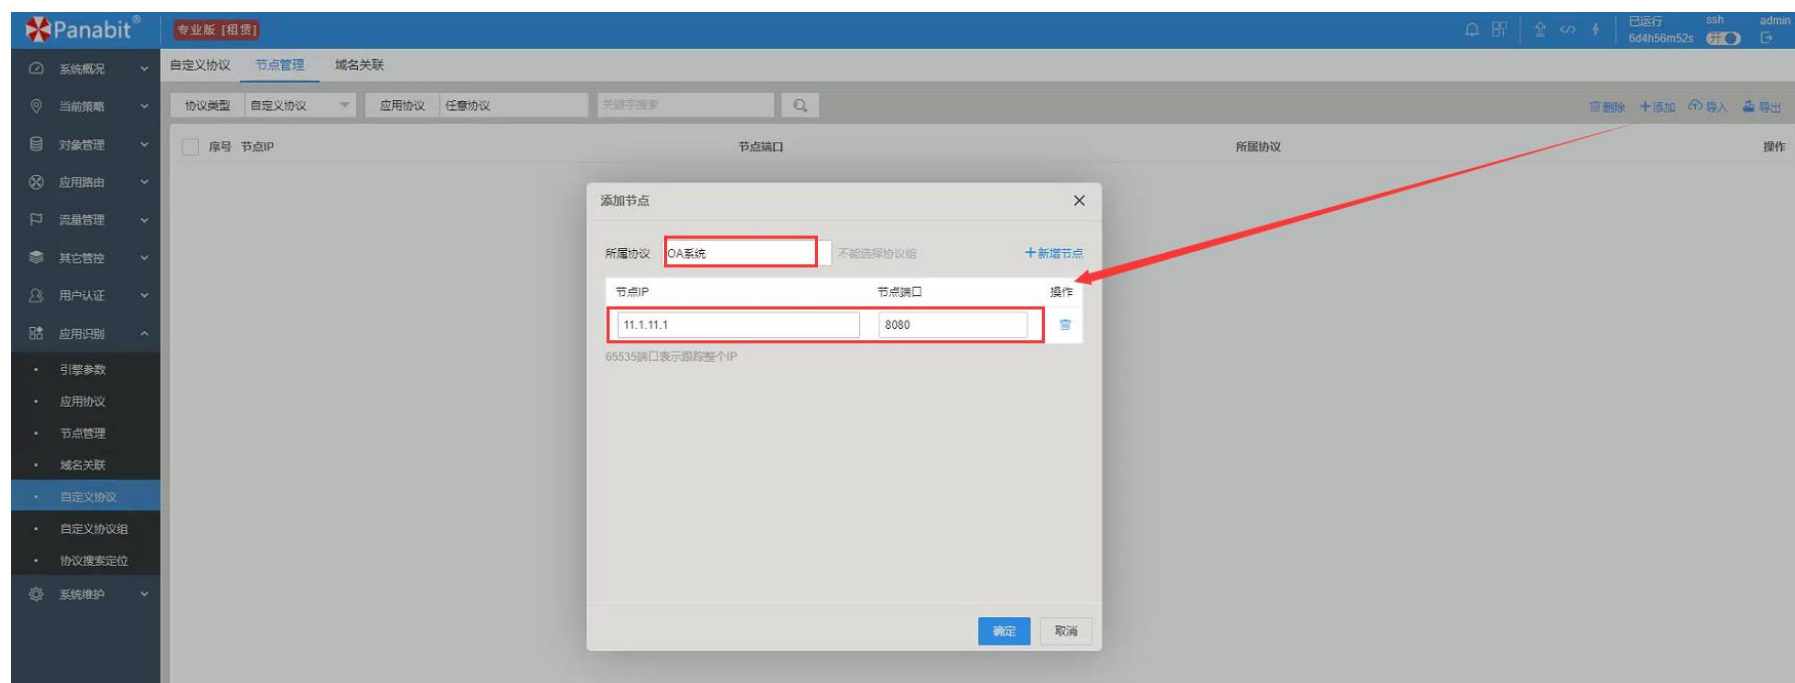 Panabit®
专业版 [租赁]
已运行 ssh admin
6d4h56m52s 开
系统概况
当前策略
对象管理
应用路由
流量管理
其它管控
用户认证
应用识别
引擎参数
应用协议
节点管理
域名关联
自定义协议
自定义协议组
协议搜索定位
系统维护
自定义协议 节点管理 域名关联
协议类型 自定义协议 应用协议 任意协议 关键字搜索 删除 添加 导入 导出
序号 节点IP 节点端口 所属协议 操作
添加节点
所属协议 OA系统 不能选择协议组 新增节点
节点IP 节点端口 操作
11.1.11.1 8080
65535端口表示跟踪整个IP
确定 取消